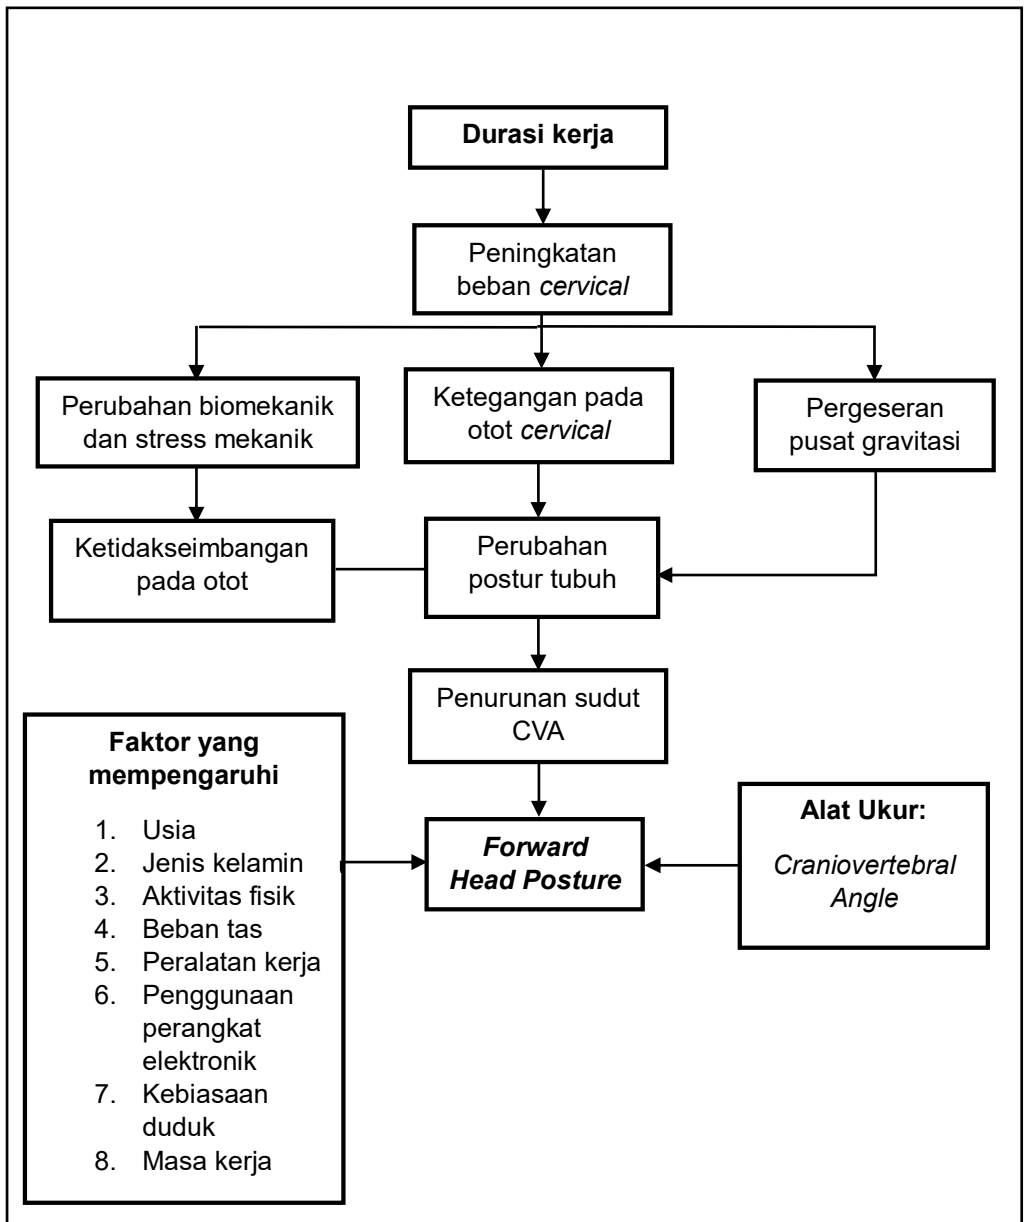 Durasi kerja
Peningkatan
beban cervical
Perubahan biomekanik
dan stress mekanik
Ketegangan pada
otot cervical
Pergeseran
pusat gravitasi
Ketidakseimbangan
pada otot
Perubahan
postur tubuh
Penurunan sudut
CVA
Faktor yang
mempengaruhi
1. Usia
2. Jenis kelamin
3. Aktivitas fisik
4. Beban tas
5. Peralatan kerja
6. Penggunaan
perangkat
elektronik
7. Kebiasaan
duduk
8. Masa kerja
Forward
Head Posture
Alat Ukur:
Craniovertebral
Angle